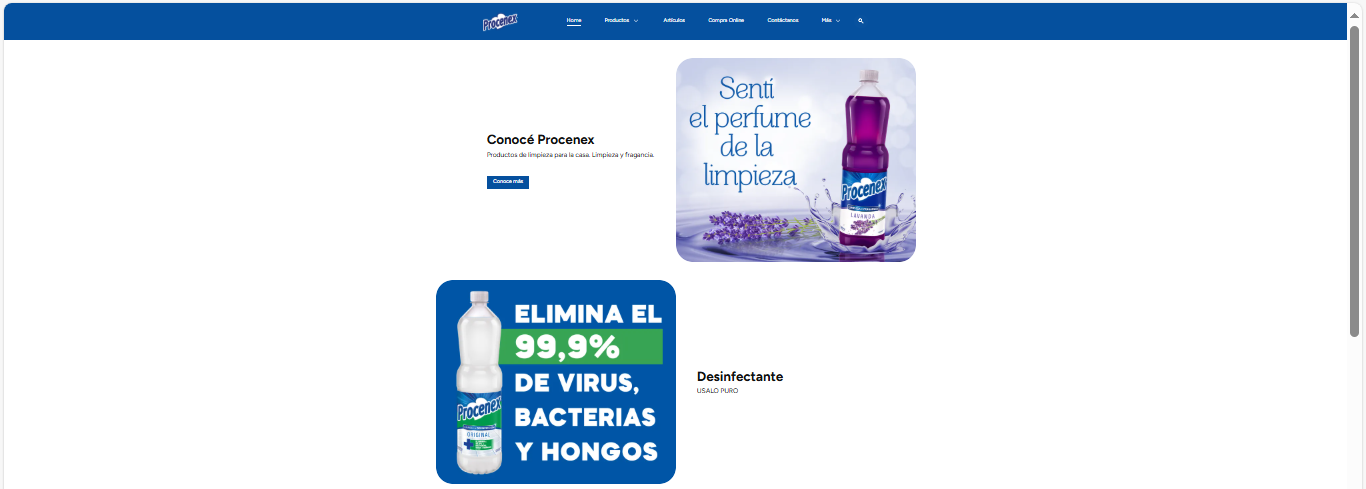 Procenex
Home
Productos
Artículos
Compra Online
Contáctanos
Más
Conocé Procenex
Productos de limpieza para la casa. Limpieza y fragancia.
Conoce más
Sentí
el perfume
de la
limpieza
Procenex
LAVANDA
ELIMINA EL
99,9%
DE VIRUS,
BACTERIAS
Y HONGOS
Procenex
ORIGINAL
Desinfectante
USALO PURO